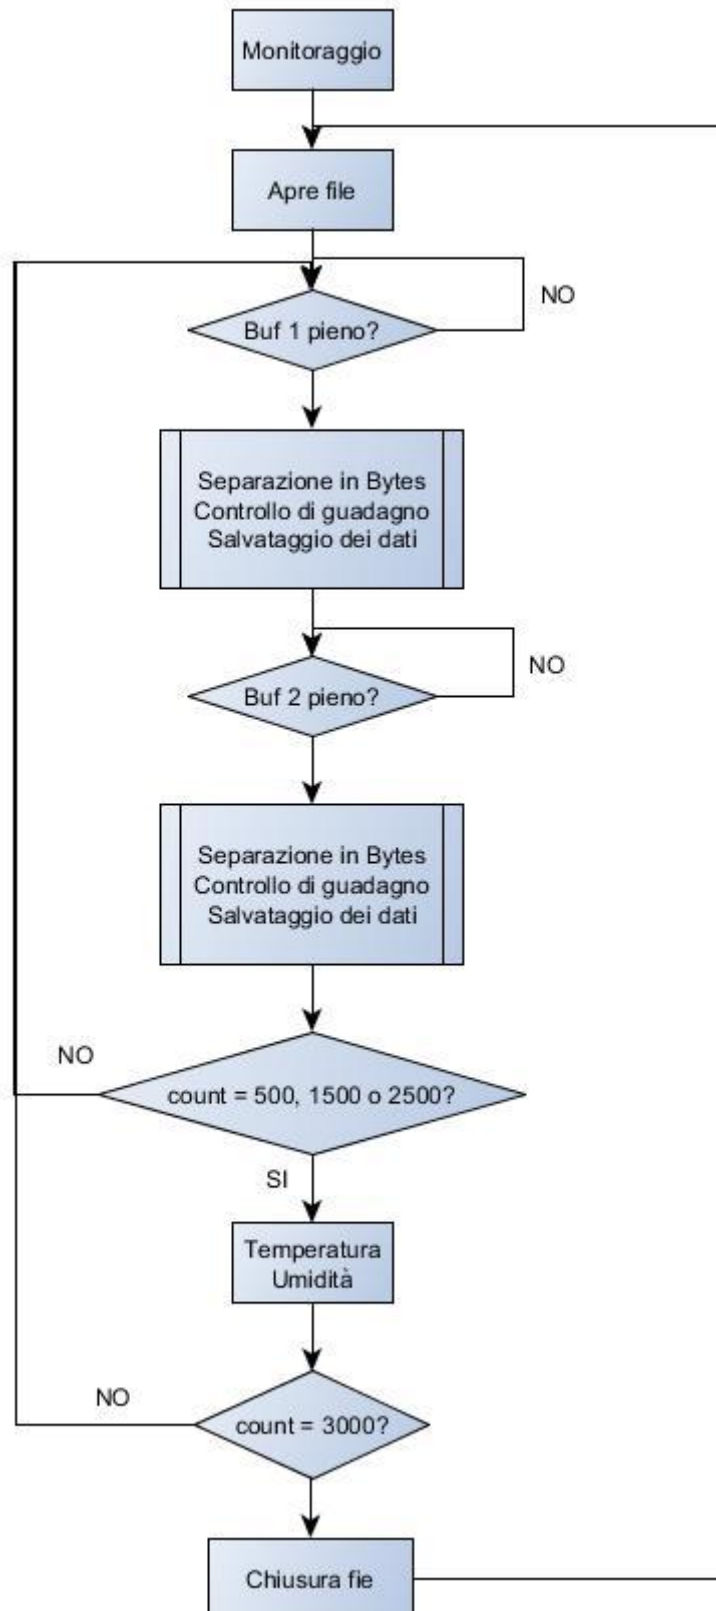 Monitoraggio
Apre file
Buf 1 pieno?
NO
Separazione in Bytes
Controllo di guadagno
Salvataggio dei dati
Buf 2 pieno?
NO
Separazione in Bytes
Controllo di guadagno
Salvataggio dei dati
NO
count = 500, 1500 o 2500?
SI
Temperatura
Umidità
NO
count = 3000?
Chiusura fie